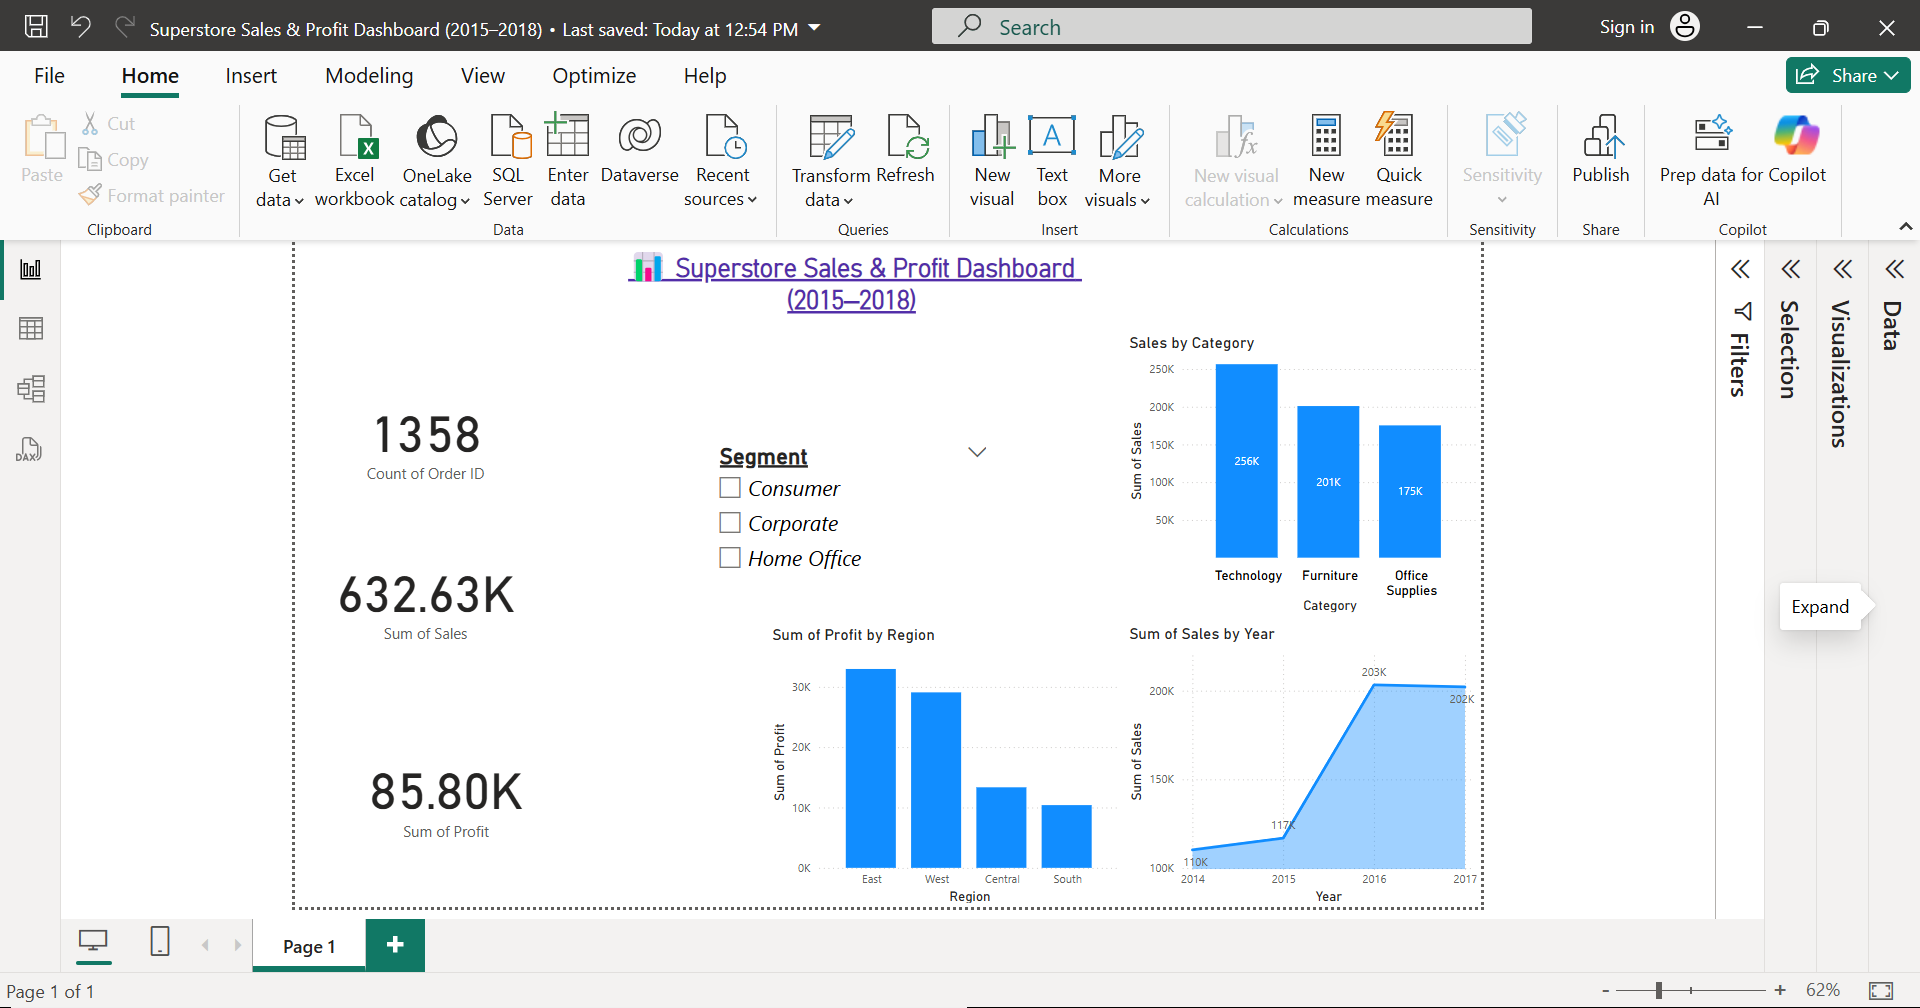 Superstore Sales & Profit Dashboard (2015–2018) • Last saved: Today at 12:54 PM
Search
Sign in
File
Home
Insert
Modeling
View
Optimize
Help
Share
Paste
Cut
Copy
Format painter
Clipboard
Get
data
Excel
workbook
OneLake
catalog
SQL
Server
Enter
data
Dataverse
Recent
sources
Data
Transform
data
Refresh
Queries
New
visual
Text
box
More
visuals
Insert
New visual
calculation
New
measure
Quick
measure
Calculations
Sensitivity
Sensitivity
Publish
Share
Prep data for
AI
Copilot
Copilot
Superstore Sales & Profit Dashboard
(2015–2018)
1358
Count of Order ID
632.63K
Sum of Sales
85.80K
Sum of Profit
Segment
Consumer
Corporate
Home Office
Sales by Category
Sum of Sales
250K
200K
150K
100K
50K
256K
201K
175K
Technology
Furniture
Office
Supplies
Category
Sum of Profit by Region
Sum of Profit
30K
20K
10K
0K
East
West
Central
South
Region
Sum of Sales by Year
Sum of Sales
200K
150K
100K
110K
117K
203K
202K
2014
2015
2016
2017
Year
Filters
Selection
Visualizations
Data
Expand
DAX
A
X
fx
Page 1
+
Page 1 of 1
-
+
62%